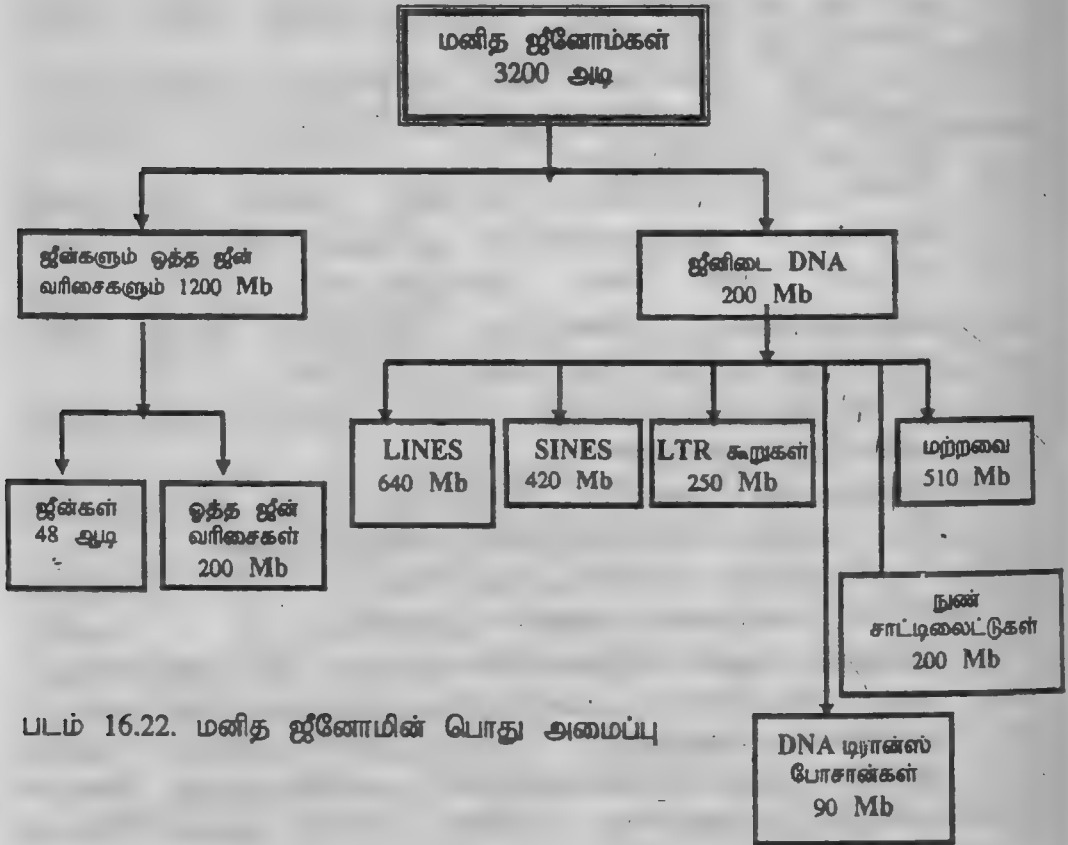 மனித ஜீனோம்கள்
3200 அடி
ஜீன்களும் ஒத்த ஜீன்
வரிசைகளும் 1200 Mb
ஜீனிடை DNA
200 Mb
ஜீன்கள்
48 ஆடி
ஒத்த ஜீன்
வரிசைகள்
200 Mb
LINES
640 Mb
SINES
420 Mb
LTR கூறுகள்
250 Mb
மற்றவை
510 Mb
நுண்
சாட்டிலைட்டுகள்
200 Mb
DNA டிரான்ஸ்
போசான்கள்
90 Mb
படம் 16.22. மனித ஜீனோமின் பொது அமைப்பு